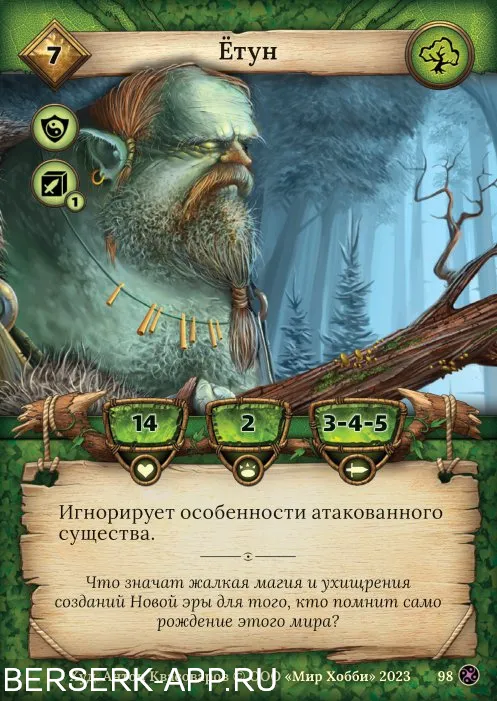 7
Ётун
1
14
2
3-4-5
Игнорирует особенности атакованного
существа.
Что значат жалкая магия и ухищрения
созданий Новой эры для того, кто помнит само
рождение этого мира?
© ООО «Мир Хобби» 2023
98
BERSERK-APP.RU